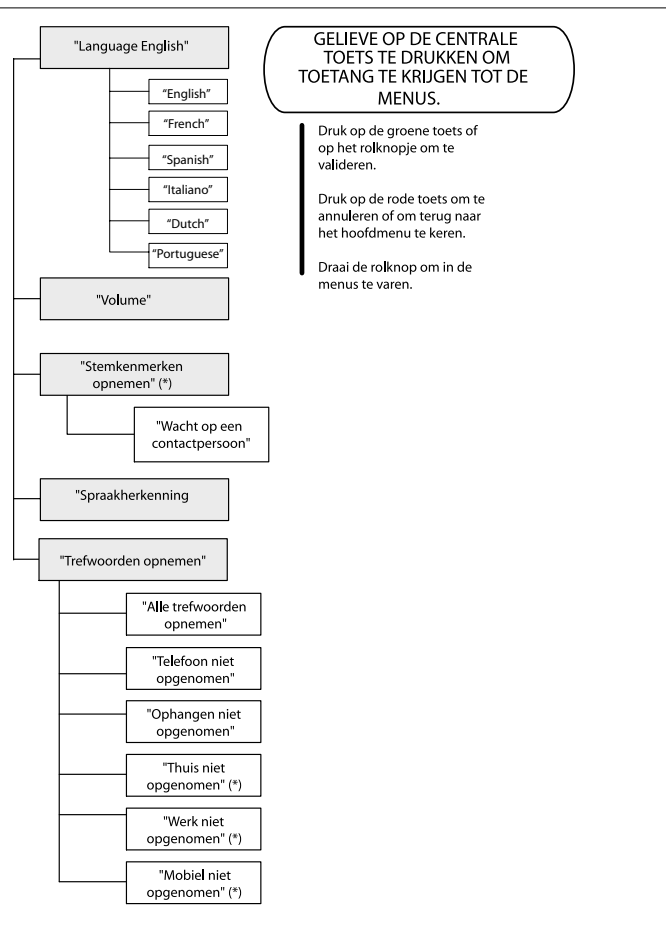 "Language English"
"English"
"French"
"Spanish"
"Italiano"
"Dutch"
"Portuguese"
"Volume"
"Stemkenmerken
opnemen" (*)
"Wacht op een
contactpersoon"
"Spraakherkenning
"Trefwoorden opnemen"
"Alle trefwoorden
opnemen"
"Telefoon niet
opgenomen"
"Ophangen niet
opgenomen"
"Thuis niet
opgenomen" (*)
"Werk niet
opgenomen" (*)
"Mobiel niet
opgenomen" (*)
GELIEVE OP DE CENTRALE
TOETS TE DRUKKEN OM
TOETANG TE KRIJGEN TOT DE
MENUS.
Druk op de groene toets of
op het rolknopje om te
valideren.
Druk op de rode toets om te
annuleren of om terug naar
het hoofdmenu te keren.
Draai de rolknop om in de
menus te varen.